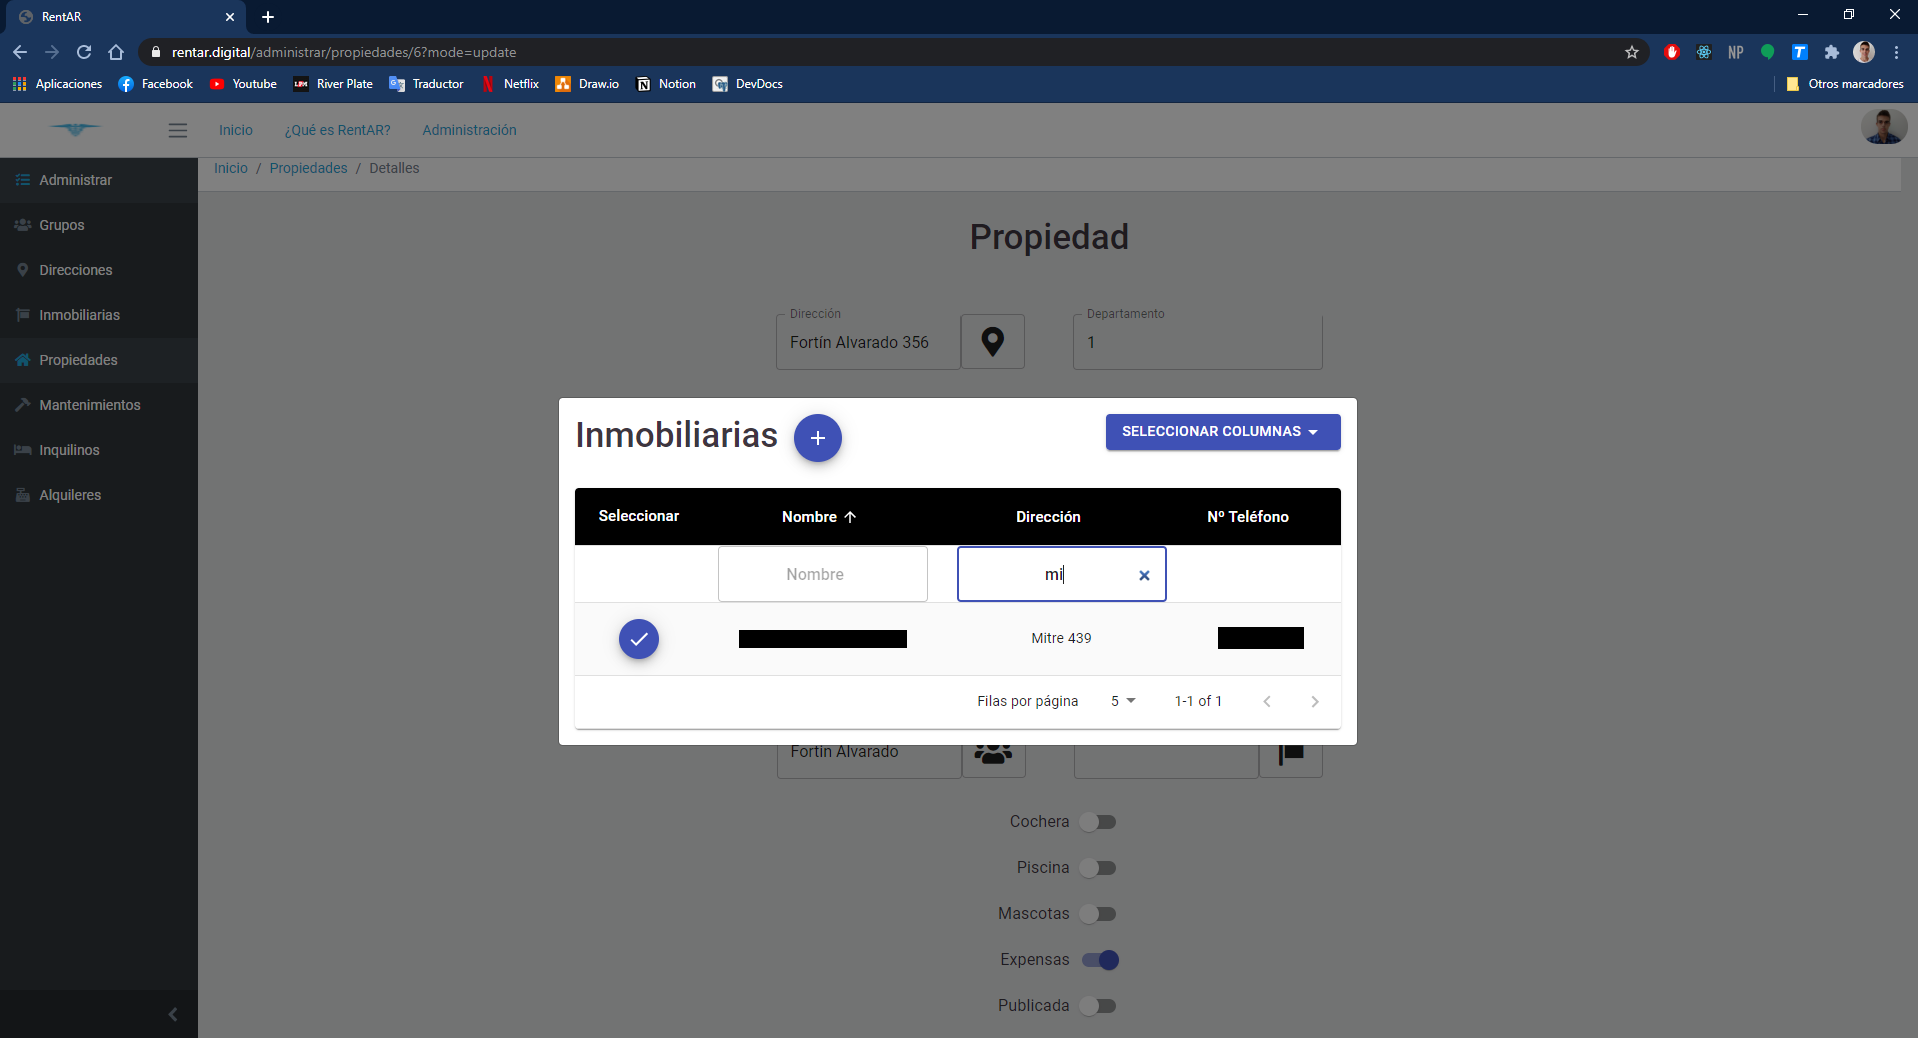 RentAR
rentar.digital/administrar/propiedades/6?mode=update
NP
T
Aplicaciones Facebook Youtube River Plate Traductor Netflix Draw.io Notion DevDocs Otros marcadores
Inicio ¿Qué es RentAR? Administración
Inicio / Propiedades / Detalles
Administrar
Grupos
Direcciones
Inmobiliarias
Propiedades
Mantenimientos
Inquilinos
Alquileres
Propiedad
Dirección Departamento
Fortín Alvarado 356 1
Inmobiliarias SELECCIONAR COLUMNAS
Seleccionar Nombre Dirección Nº Teléfono
Nombre mi
Mitre 439
Filas por página 5 1-1 of 1
Fortin Alvarado
Cochera
Piscina
Mascotas
Expensas
Publicada